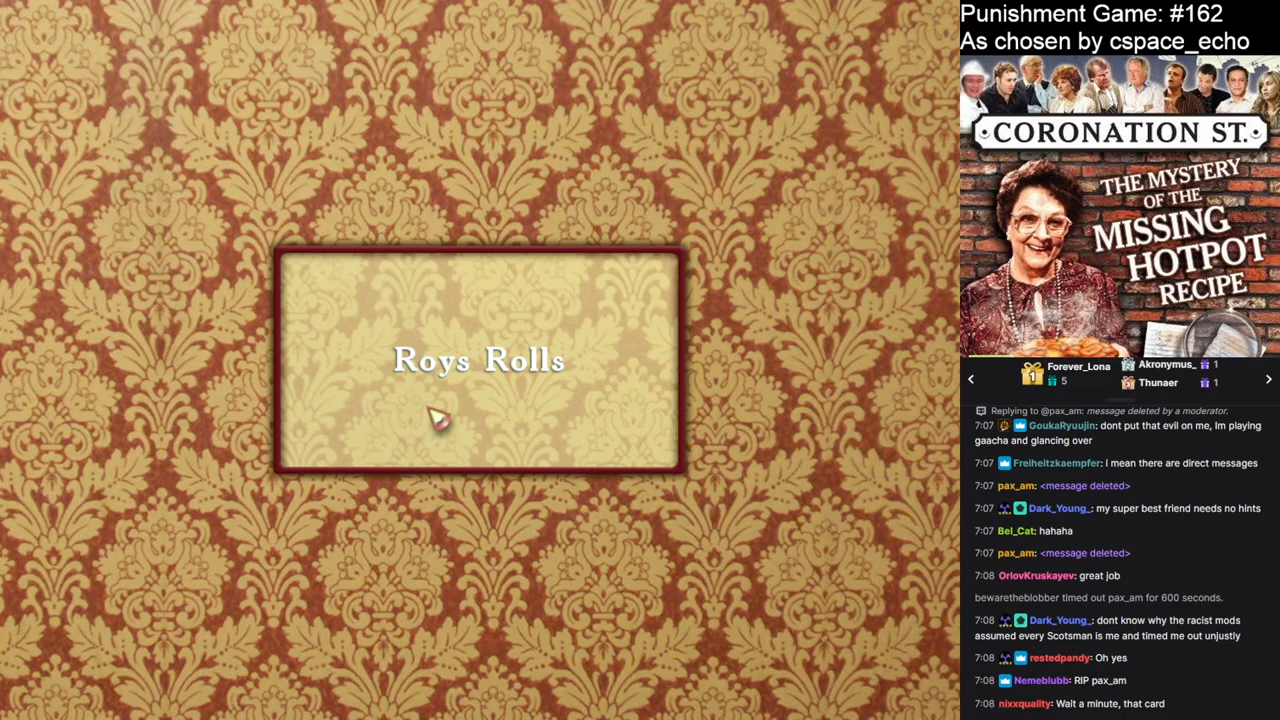 Punishment Game: #162
As chosen by cspace_echo
CORONATION ST.
THE MYSTERY
OF THE
MISSING
HOTPOT
RECIPE
Roys Rolls
1
Forever_Lona
5
Akronymus_ 1
Thunaer 1
Replying to @pax_am: message deleted by a moderator.
7:07 GoukaRyuujin: dont put that evil on me, Im playing
gaacha and glancing over
7:07 Freiheitzkaempfer: i mean there are direct messages
7:07 pax_am: <message deleted>
7:07 Dark_Young_: my super best friend needs no hints
7:07 Bel_Cat: hahaha
7:07 pax_am: <message deleted>
7:08 OrlovKruskayev: great job
bewaretheblobber timed out pax_am for 600 seconds.
7:08 Dark_Young_: dont know why the racist mods
assumed every Scotsman is me and timed me out unjustly
7:08 restedpandy: Oh yes
7:08 Nemeblubb: RIP pax_am
7:08 nixxquality: Wait a minute, that card